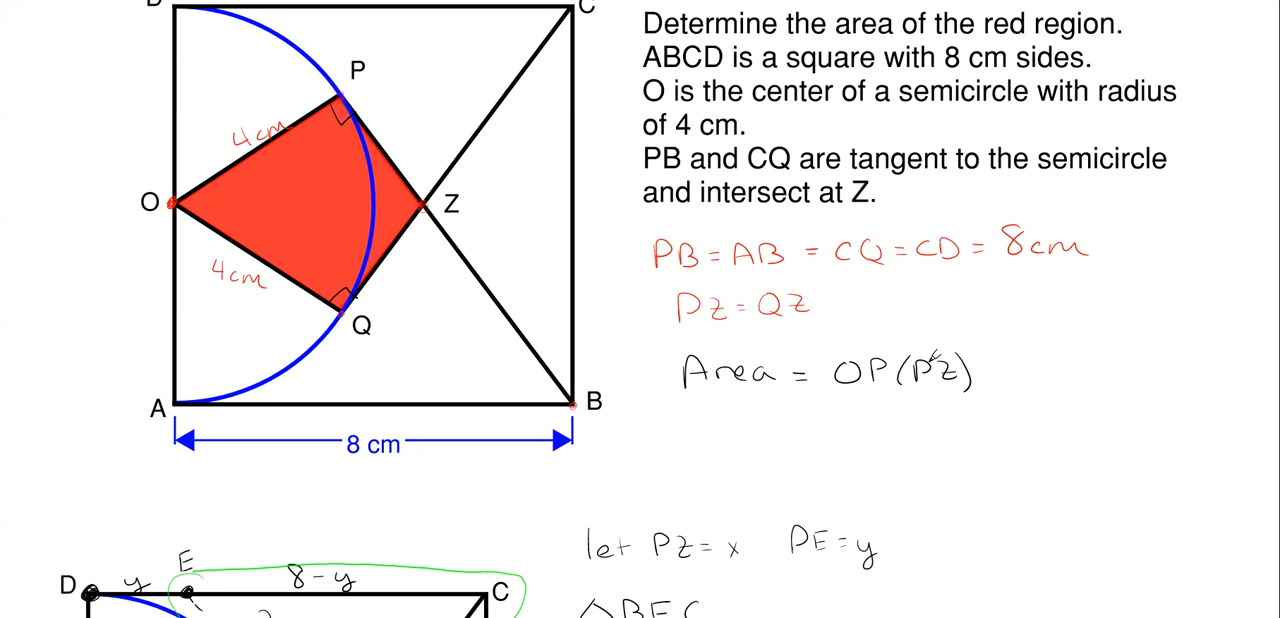 D
C
Determine the area of the red region.
ABCD is a square with 8 cm sides.
O is the center of a semicircle with radius
of 4 cm.
PB and CQ are tangent to the semicircle
and intersect at Z.
P
4cm
O
Z
4cm
Q
PB = AB = CQ = CD = 8cm
PZ = QZ
Area = OP(PZ)
A
B
8 cm
let PZ = x PE = y
E
D y 8-y C
△BEC